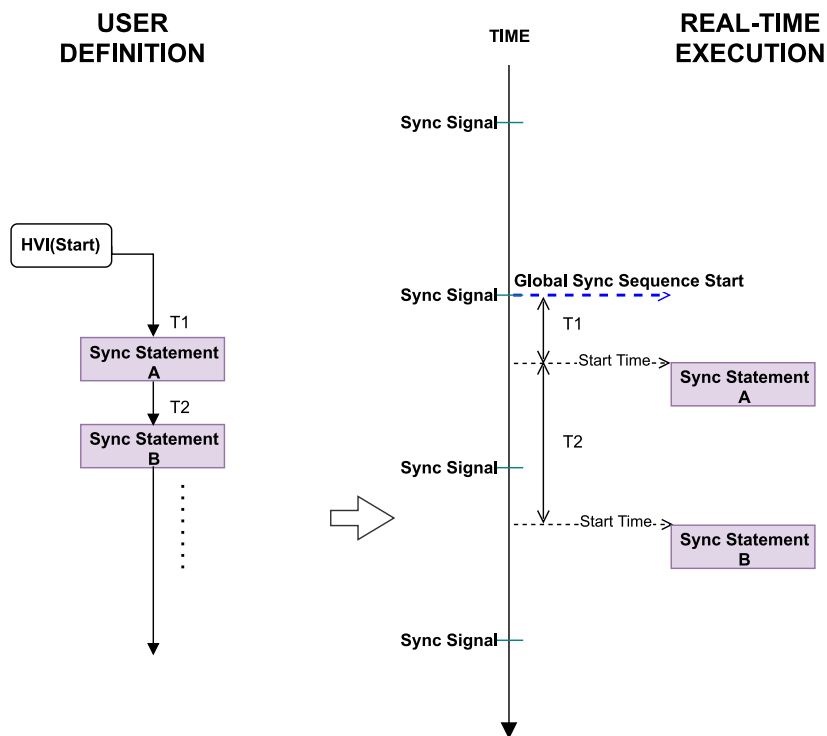 USER
DEFINITION
HVI(Start)
T1
Sync Statement
A
T2
Sync Statement
B
TIME
REAL-TIME
EXECUTION
Sync Signal
Sync Signal
Global Sync Sequence Start
T1
Start Time
Sync Statement
A
T2
Sync Signal
Start Time
Sync Statement
B
Sync Signal